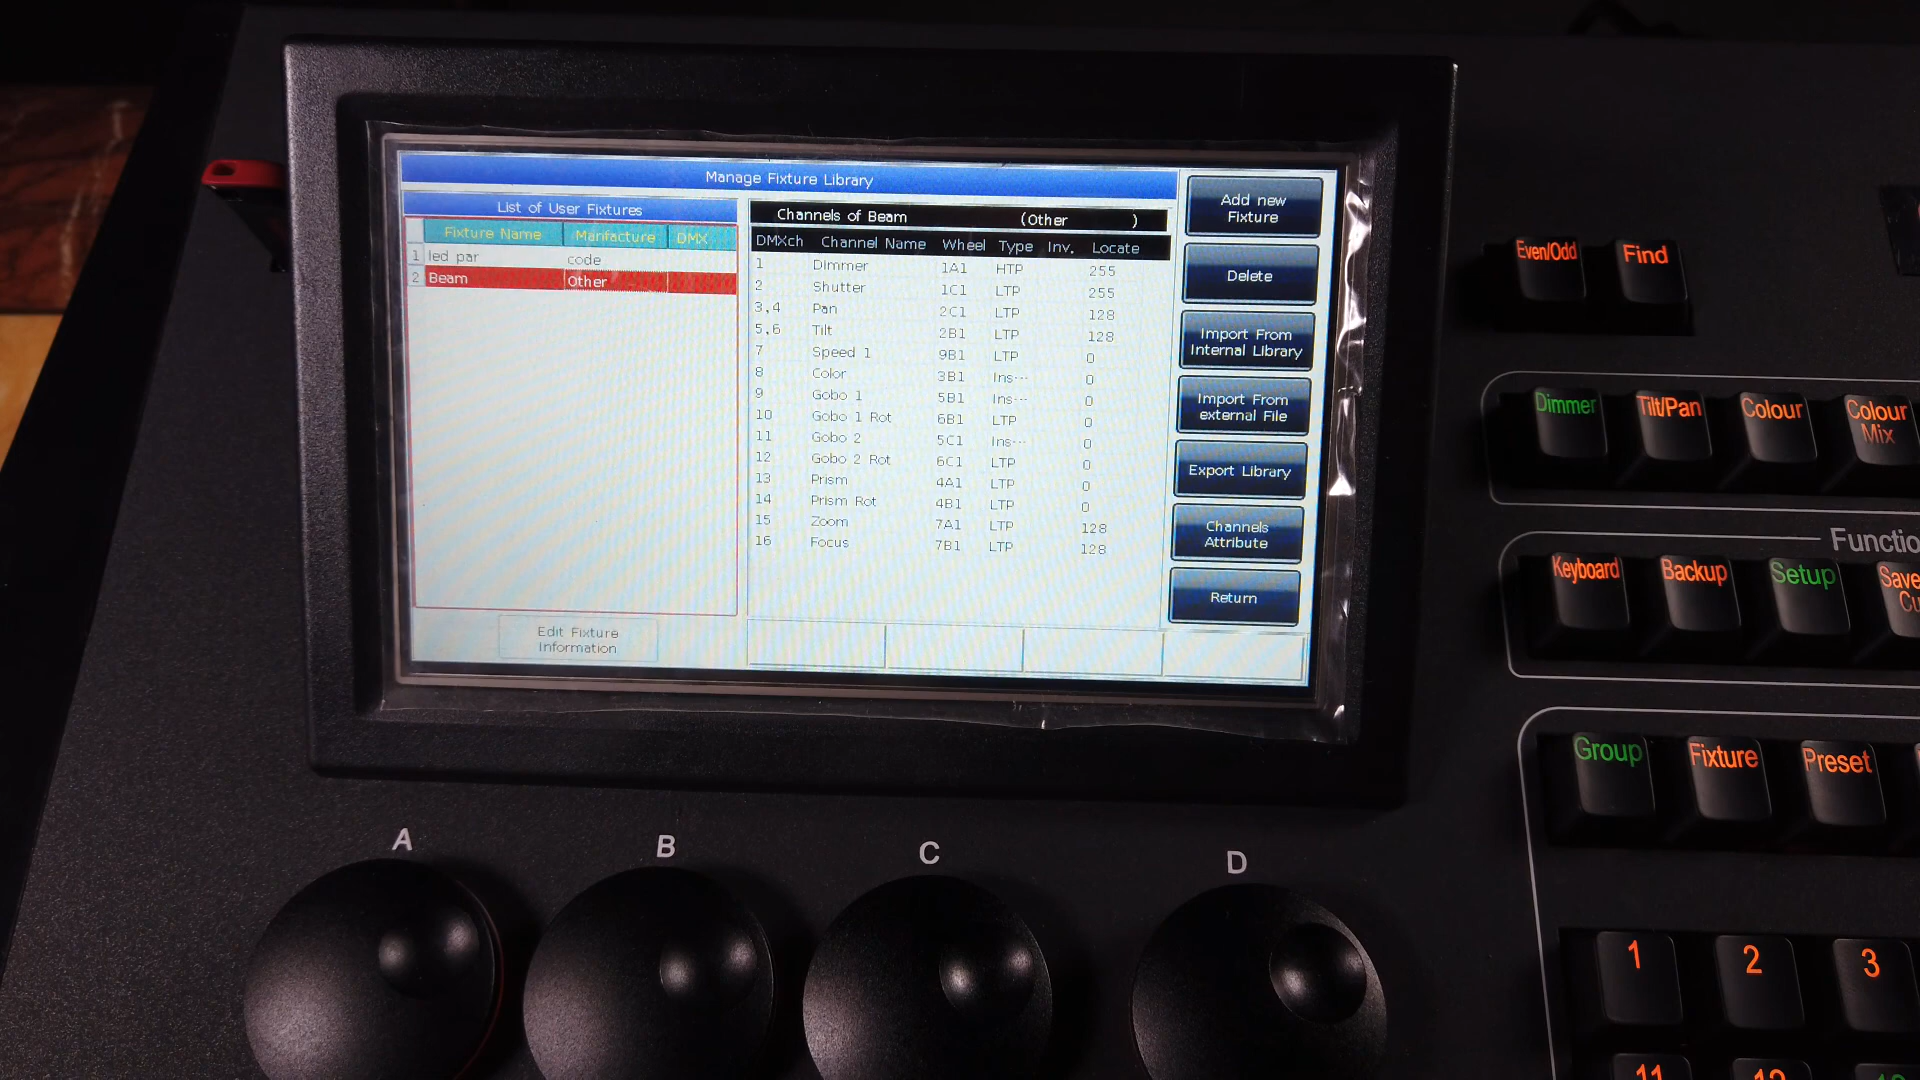 Manage Fixture Library
List of User Fixtures
Fixture Name Manfacture DMX
1 led par code
2 Beam Other
Edit Fixture
Information
Channels of Beam (Other )
DMXch Channel Name Wheel Type Inv. Locate
1 Dimmer 1A1 HTP 255
2 Shutter 1C1 LTP 255
3,4 Pan 2C1 LTP 128
5,6 Tilt 2B1 LTP 128
7 Speed 1 9B1 LTP 0
8 Color 3B1 Ins··· 0
9 Gobo 1 5B1 Ins··· 0
10 Gobo 1 Rot 6B1 LTP 0
11 Gobo 2 5C1 Ins··· 0
12 Gobo 2 Rot 6C1 LTP 0
13 Prism 4A1 LTP 0
14 Prism Rot 4B1 LTP 0
15 Zoom 7A1 LTP 128
16 Focus 7B1 LTP 128
Add new
Fixture
Delete
Import From
Internal Library
Import From
external File
Export Library
Channels
Attribute
Return
Even/Odd Find
Dimmer Tilt/Pan Colour Colour
Mix
Functio
Keyboard Backup Setup Save
Cu
Group Fixture Preset
A B C D
1 2 3
11 12